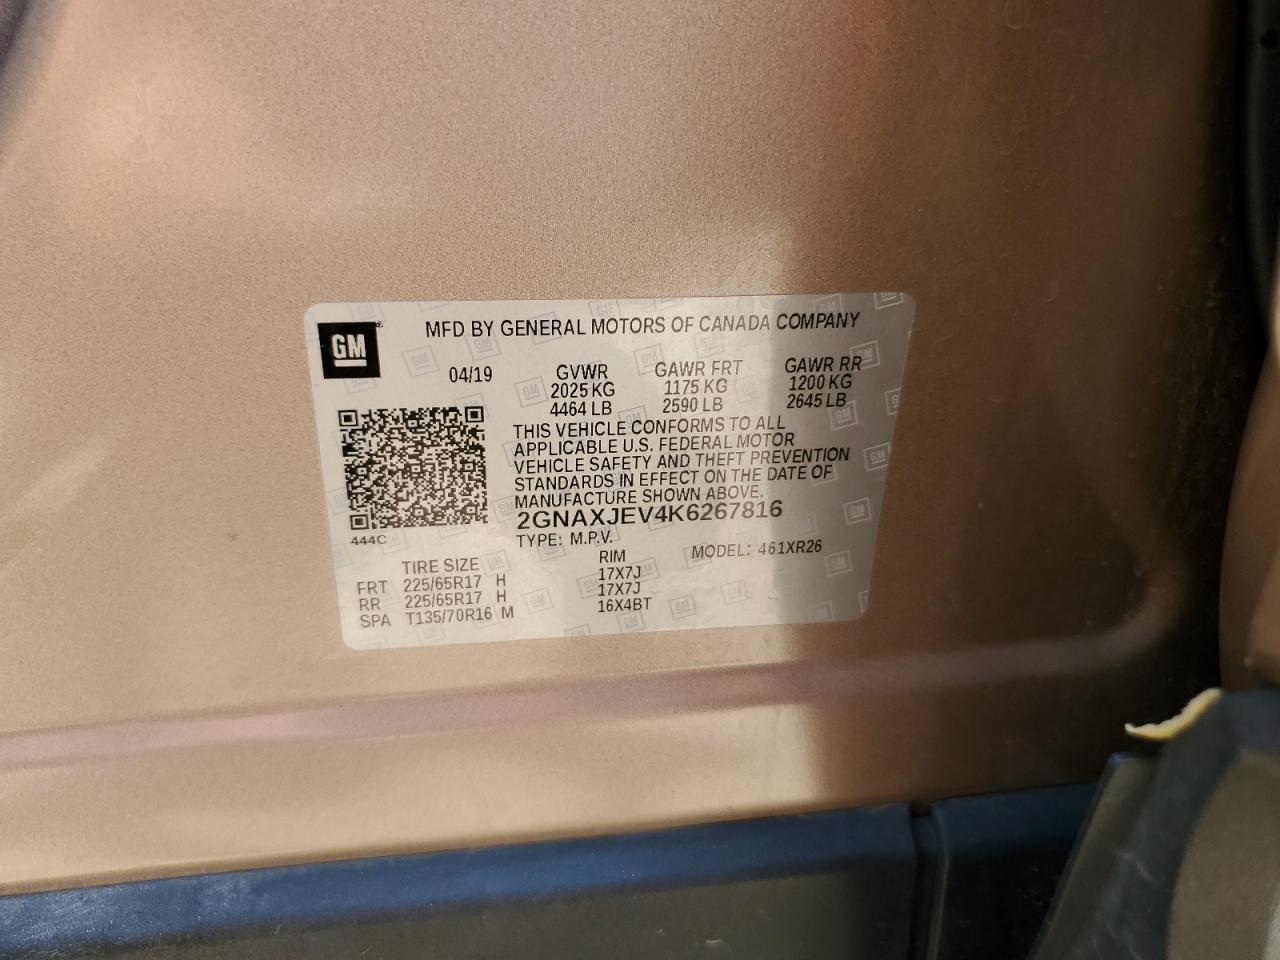 GM
MFD BY GENERAL MOTORS OF CANADA COMPANY
04/19 GVWR GAWR FRT GAWR RR
2025 KG 1175 KG 1200 KG
4464 LB 2590 LB 2645 LB
THIS VEHICLE CONFORMS TO ALL
APPLICABLE U.S. FEDERAL MOTOR
VEHICLE SAFETY AND THEFT PREVENTION
STANDARDS IN EFFECT ON THE DATE OF
MANUFACTURE SHOWN ABOVE.
2GNAXJEV4K6267816
444C
TYPE: M.P.V. MODEL: 461XR26
TIRE SIZE RIM
FRT 225/65R17 H 17X7J
RR 225/65R17 H 17X7J
SPA T135/70R16 M 16X4BT